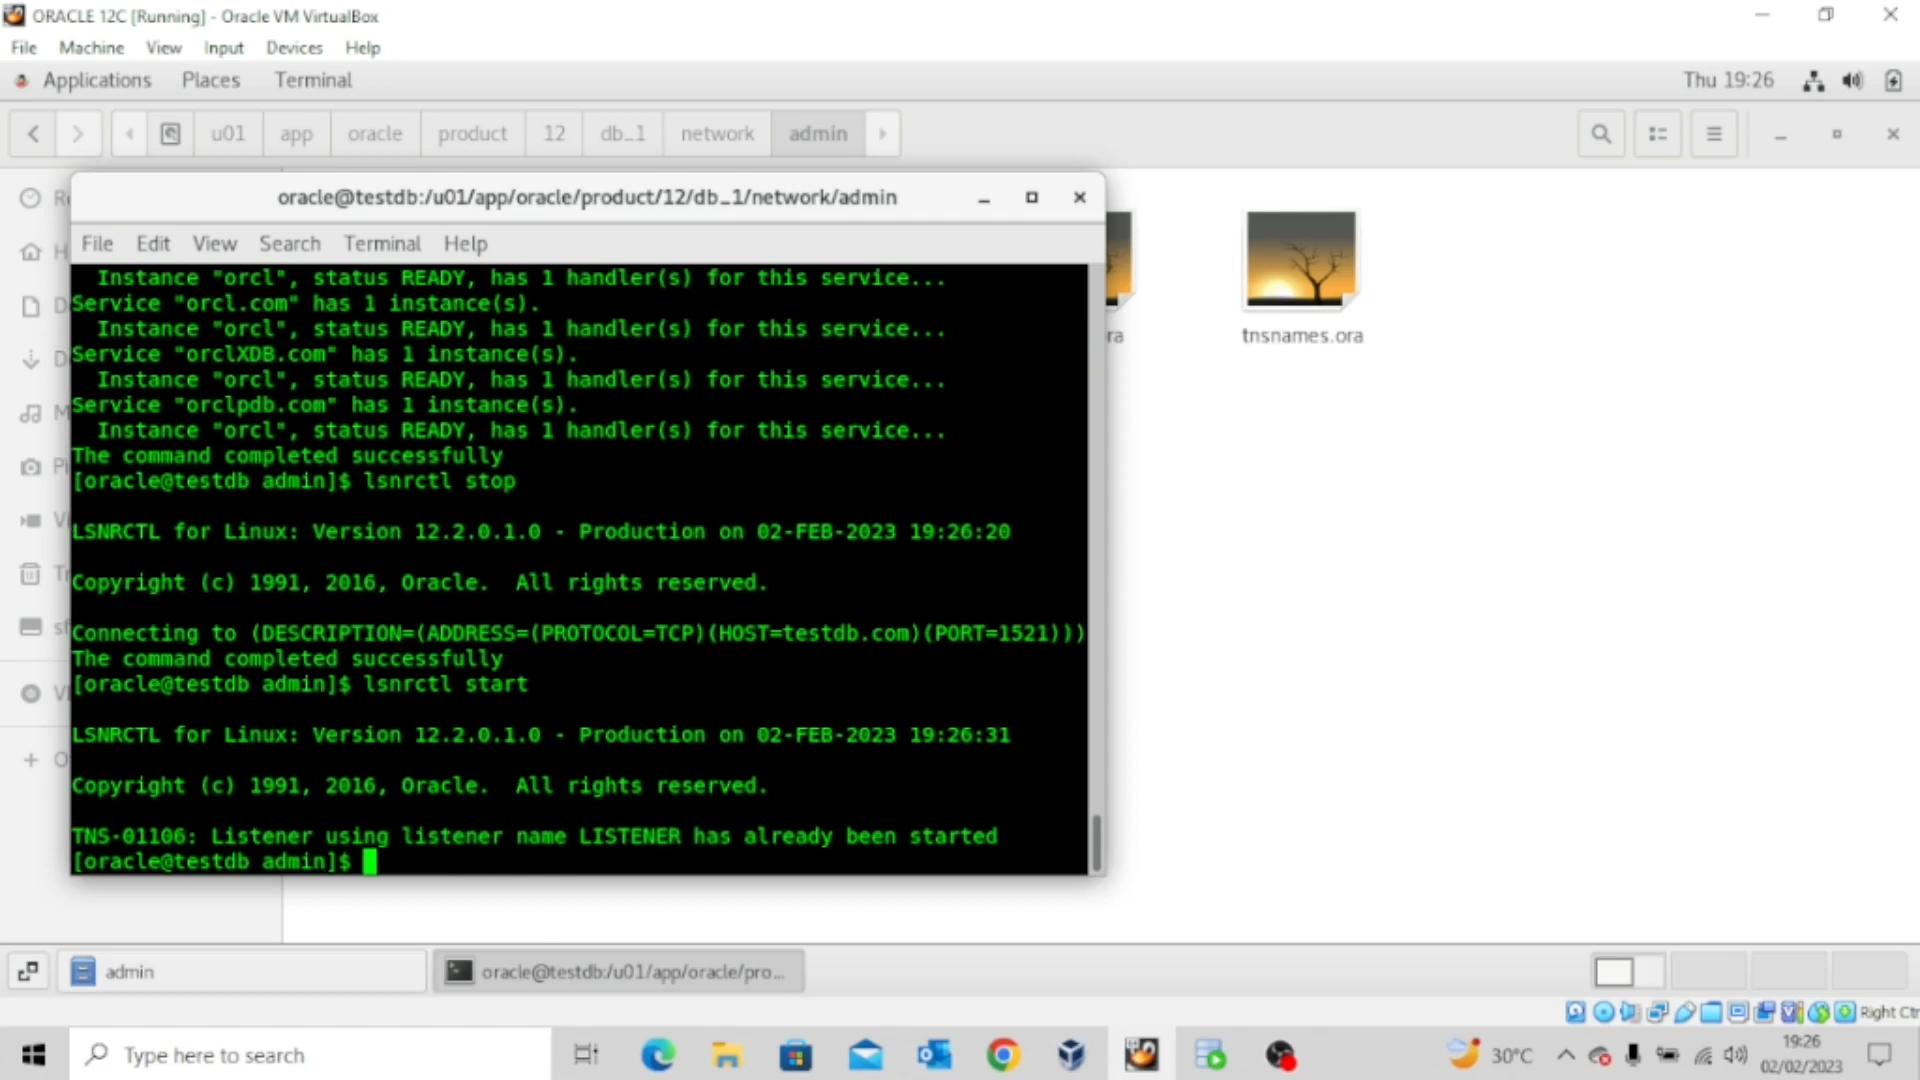 ORACLE 12C [Running] - Oracle VM VirtualBox
File Machine View Input Devices Help
Applications Places Terminal Thu 19:26
u01 app oracle product 12 db_1 network admin
oracle@testdb:/u01/app/oracle/product/12/db_1/network/admin
File Edit View Search Terminal Help
Instance "orcl", status READY, has 1 handler(s) for this service...
Service "orcl.com" has 1 instance(s).
Instance "orcl", status READY, has 1 handler(s) for this service...
Service "orclXDB.com" has 1 instance(s).
Instance "orcl", status READY, has 1 handler(s) for this service...
Service "orclpdb.com" has 1 instance(s).
Instance "orcl", status READY, has 1 handler(s) for this service...
The command completed successfully
[oracle@testdb admin]$ lsnrctl stop
LSNRCTL for Linux: Version 12.2.0.1.0 - Production on 02-FEB-2023 19:26:20
Copyright (c) 1991, 2016, Oracle.  All rights reserved.
Connecting to (DESCRIPTION=(ADDRESS=(PROTOCOL=TCP)(HOST=testdb.com)(PORT=1521)))
The command completed successfully
[oracle@testdb admin]$ lsnrctl start
LSNRCTL for Linux: Version 12.2.0.1.0 - Production on 02-FEB-2023 19:26:31
Copyright (c) 1991, 2016, Oracle.  All rights reserved.
TNS-01106: Listener using listener name LISTENER has already been started
[oracle@testdb admin]$
ra
tnsnames.ora
admin
oracle@testdb:/u01/app/oracle/pro...
Right Ctr
Type here to search
30°C
19:26
02/02/2023